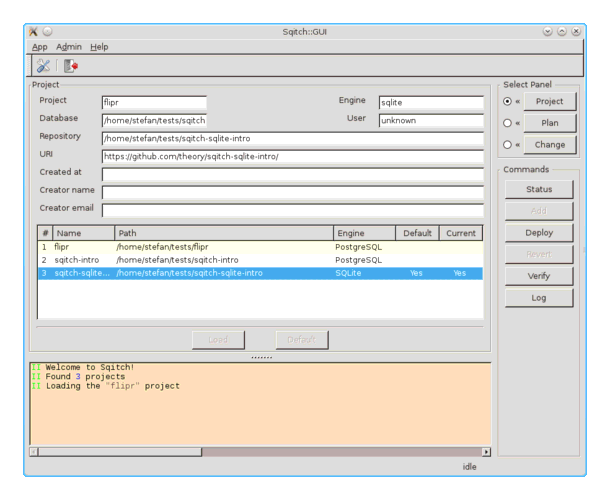 Sqitch::GUI
App Admin Help
Project
Project flipr Engine sqlite
Database /home/stefan/tests/sqitch User unknown
Repository /home/stefan/tests/sqitch-sqlite-intro
URI https://github.com/theory/sqitch-sqlite-intro/
Created at
Creator name
Creator email
# Name Path Engine Default Current
1 flipr /home/stefan/tests/flipr PostgreSQL
2 sqitch-intro /home/stefan/tests/sqitch-intro PostgreSQL
3 sqitch-sqlite... /home/stefan/tests/sqitch-sqlite-intro SQLite Yes Yes
Load Default
Select Panel
« Project
« Plan
« Change
Commands
Status
Add
Deploy
Revert
Verify
Log
II Welcome to Sqitch!
II Found 3 projects
II Loading the "flipr" project
idle